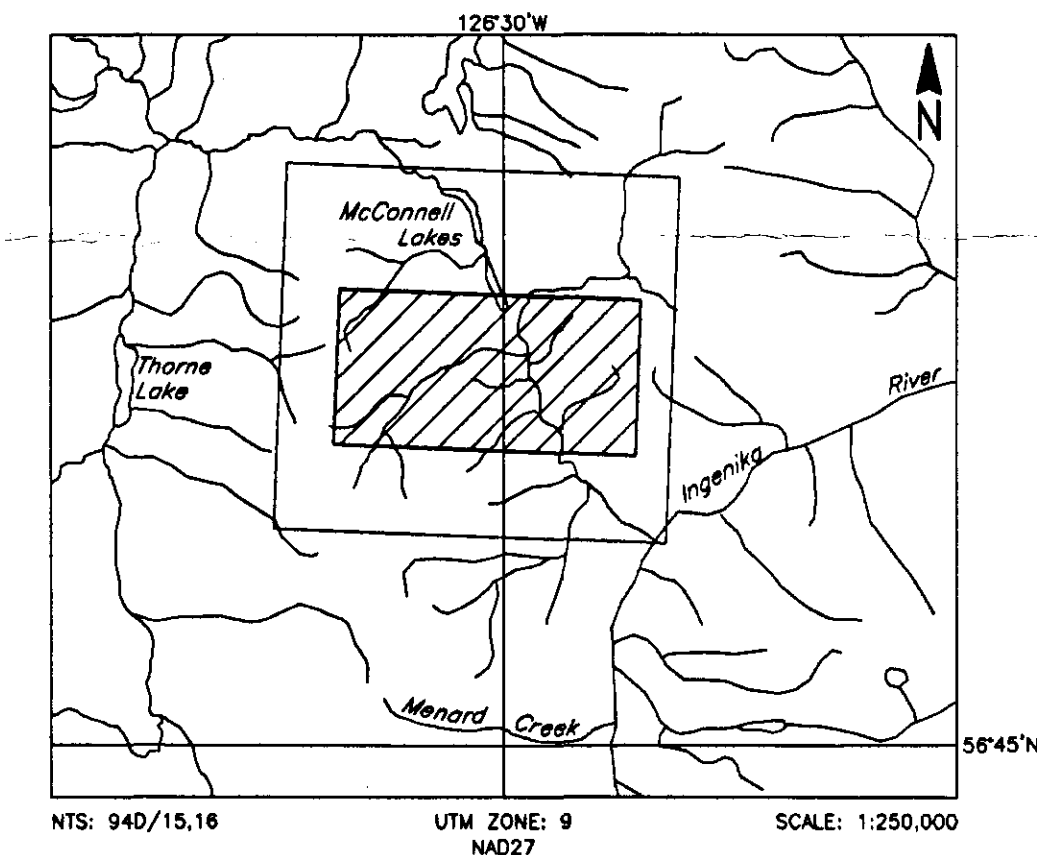 126°30'W
N
McConnell
Lakes
Thorne
Lake
River
Ingenika
Menard Creek
56°45'N
NTS: 94D/15,16
UTM ZONE: 9
SCALE: 1:250,000
NAD27